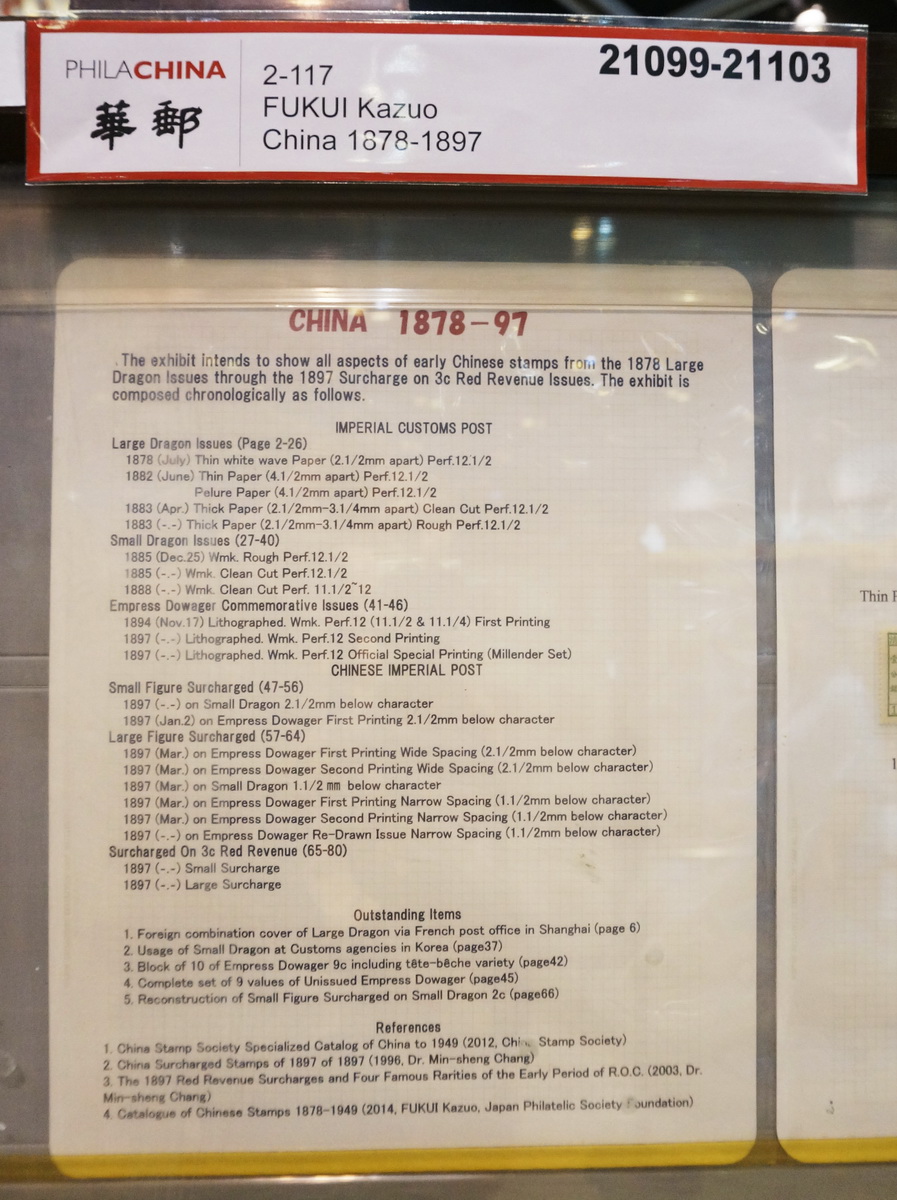 PHILACHINA
華郵
2-117
FUKUI Kazuo
China 1878-1897
21099-21103
CHINA 1878-97
.The exhibit intends to show all aspects of early Chinese stamps from the 1878 Large
Dragon Issues through the 1897 Surcharge on 3c Red Revenue Issues. The exhibit is
composed chronologically as follows.
IMPERIAL CUSTOMS POST
Large Dragon Issues (Page 2-26)
1878 (July) Thin white wave Paper (2.1/2mm apart) Perf.12.1/2
1882 (June) Thin Paper (4.1/2mm apart) Perf.12.1/2
Pelure Paper (4.1/2mm apart) Perf.12.1/2
1883 (Apr.) Thick Paper (2.1/2mm-3.1/4mm apart) Clean Cut Perf.12.1/2
1883 (-.-) Thick Paper (2.1/2mm-3.1/4mm apart) Rough Perf.12.1/2
Small Dragon Issues (27-40)
1885 (Dec.25) Wmk. Rough Perf.12.1/2
1885 (-.-) Wmk. Clean Cut Perf.12.1/2
1888 (-.-) Wmk. Clean Cut Perf. 11.1/2~12
Empress Dowager Commemorative Issues (41-46)
1894 (Nov.17) Lithographed. Wmk. Perf.12 (11.1/2 & 11.1/4) First Printing
1897 (-.-) Lithographed. Wmk. Perf.12 Second Printing
1897 (-.-) Lithographed. Wmk. Perf.12 Official Special Printing (Millender Set)
CHINESE IMPERIAL POST
Small Figure Surcharged (47-56)
1897 (-.-) on Small Dragon 2.1/2mm below character
1897 (Jan.2) on Empress Dowager First Printing 2.1/2mm below character
Large Figure Surcharged (57-64)
1897 (Mar.) on Empress Dowager First Printing Wide Spacing (2.1/2mm below character)
1897 (Mar.) on Empress Dowager Second Printing Wide Spacing (2.1/2mm below character)
1897 (Mar.) on Small Dragon 1.1/2 mm below character
1897 (Mar.) on Empress Dowager First Printing Narrow Spacing (1.1/2mm below character)
1897 (Mar.) on Empress Dowager Second Printing Narrow Spacing (1.1/2mm below character)
1897 (-.-) on Empress Dowager Re-Drawn Issue Narrow Spacing (1.1/2mm below character)
Surcharged On 3c Red Revenue (65-80)
1897 (-.-) Small Surcharge
1897 (-.-) Large Surcharge
Outstanding Items
1. Foreign combination cover of Large Dragon via French post office in Shanghai (page 6)
2. Usage of Small Dragon at Customs agencies in Korea (page37)
3. Block of 10 of Empress Dowager 9c including tête-bêche variety (page42)
4. Complete set of 9 values of Unissued Empress Dowager (page45)
5. Reconstruction of Small Figure Surcharged on Small Dragon 2c (page66)
References
1. China Stamp Society Specialized Catalog of China to 1949 (2012, Stamp Society)
2. China Surcharged Stamps of 1897 of 1897 (1996, Dr. Min-sheng Chang)
3. The 1897 Red Revenue Surcharges and Four Famous Rarities of the Early Period of R.O.C. (2003, Dr.
Min-sheng Chang)
4. Catalogue of Chinese Stamps 1878-1949 (2014, FUKUI Kazuo, Japan Philatelic Society Foundation)
Thin